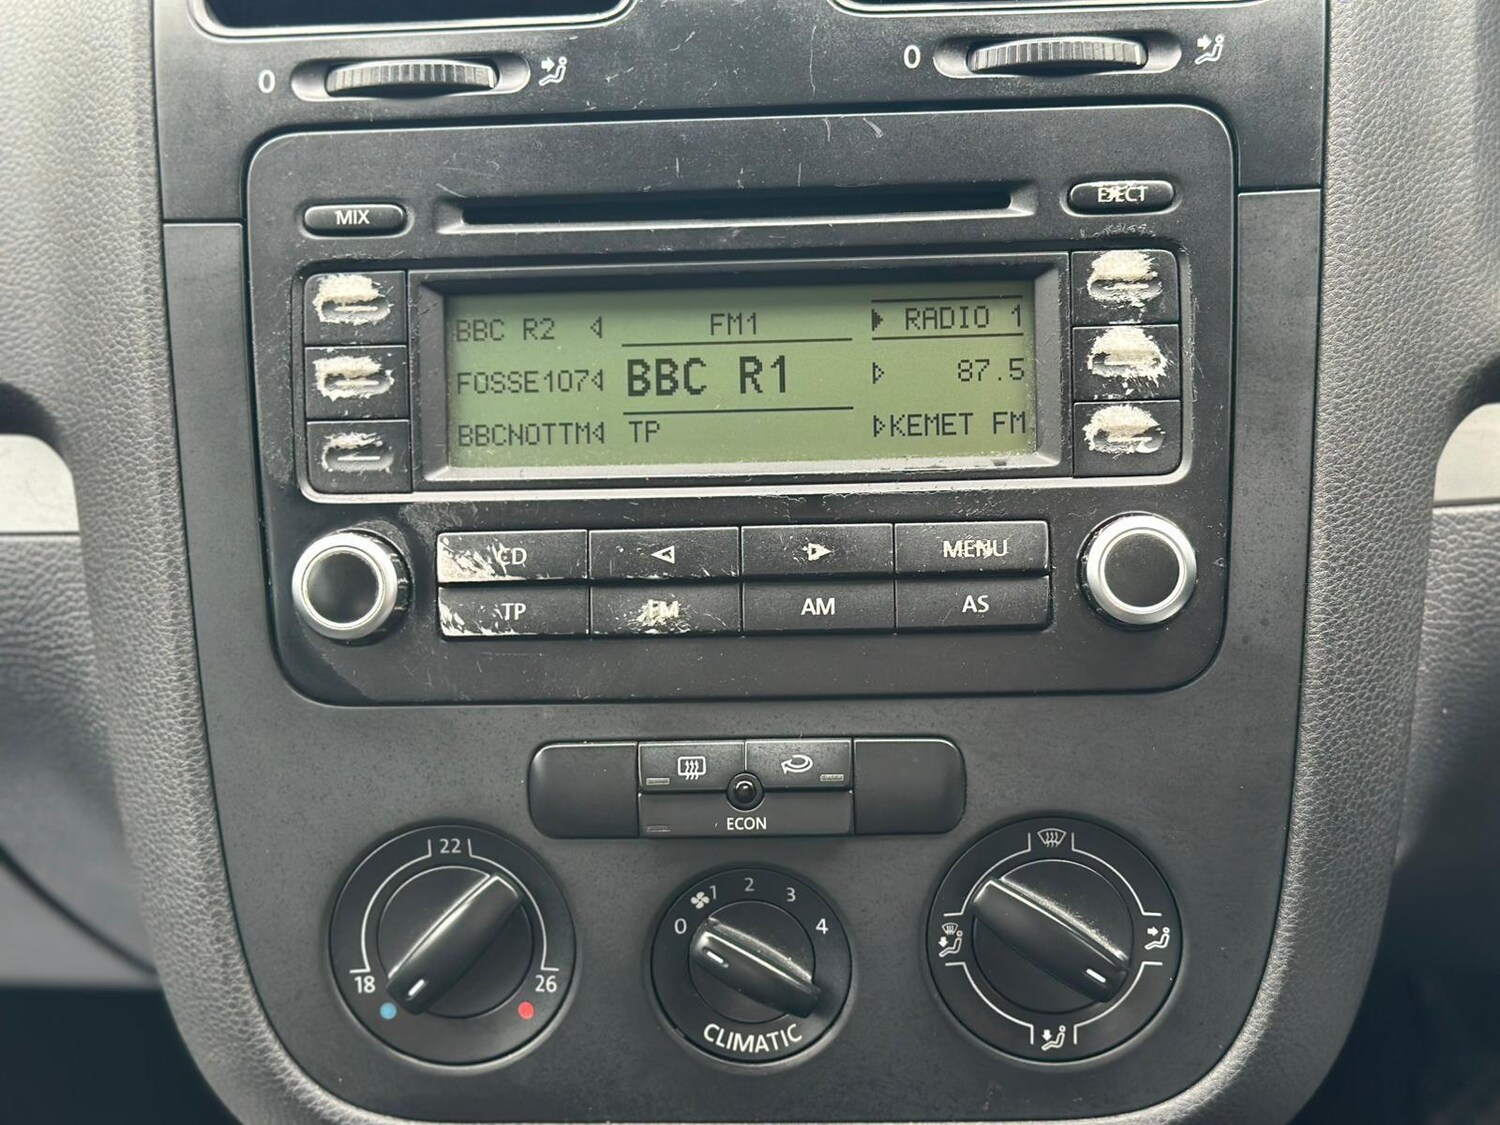 0
0
MIX
EJECT
BBC R2
FM1
RADIO 1
FOSSE107
BBC R1
87.5
BBCNOTTM
TP
KEMET FM
CD
MENU
TP
FM
AM
AS
ECON
22
18
26
0
1
2
3
4
CLIMATIC